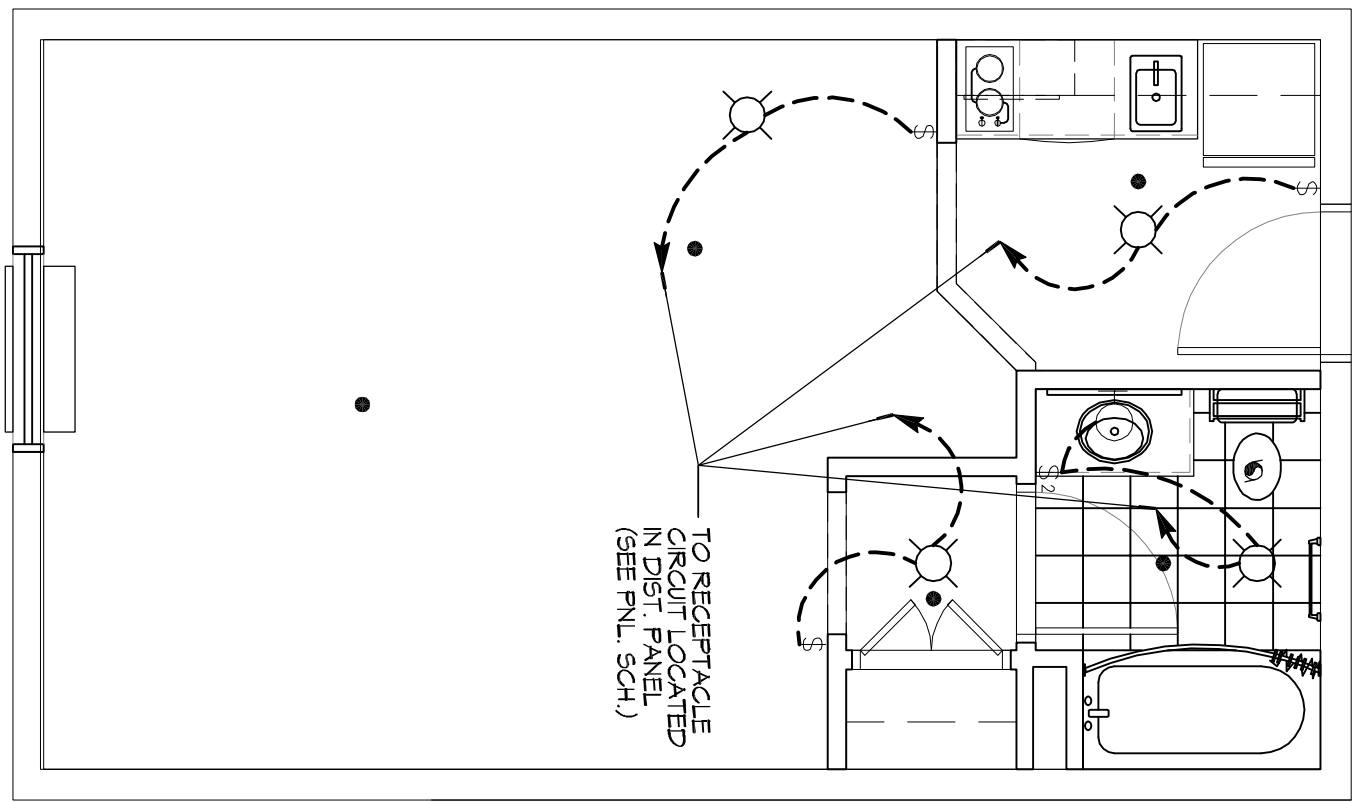 $
$
$2
$
TO RECEPTACLE
CIRCUIT LOCATED
IN DIST. PANEL
(SEE PNL. SCH.)